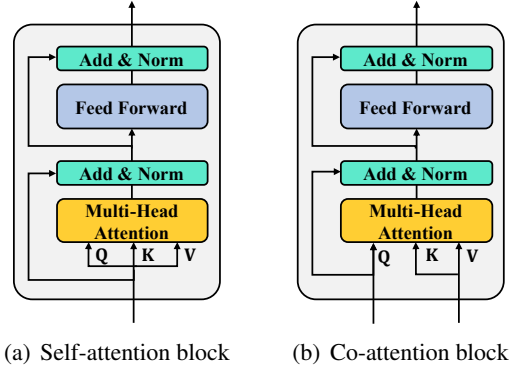 Add & Norm
Feed Forward
Add & Norm
Multi-Head
Attention
Q K V
(a) Self-attention block
Add & Norm
Feed Forward
Add & Norm
Multi-Head
Attention
Q K V
(b) Co-attention block